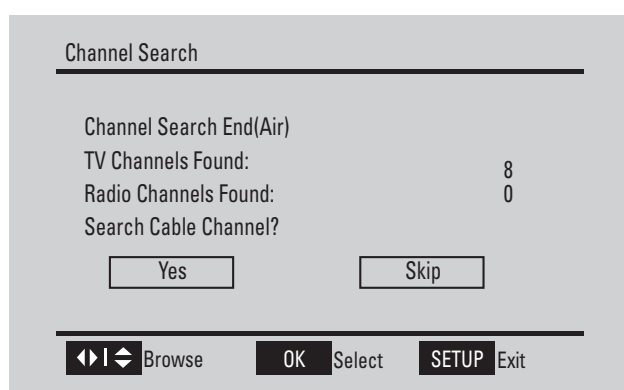 Channel Search
Channel Search End(Air)
TV Channels Found: 8
Radio Channels Found: 0
Search Cable Channel?
Yes Skip
Browse OK Select SETUP Exit